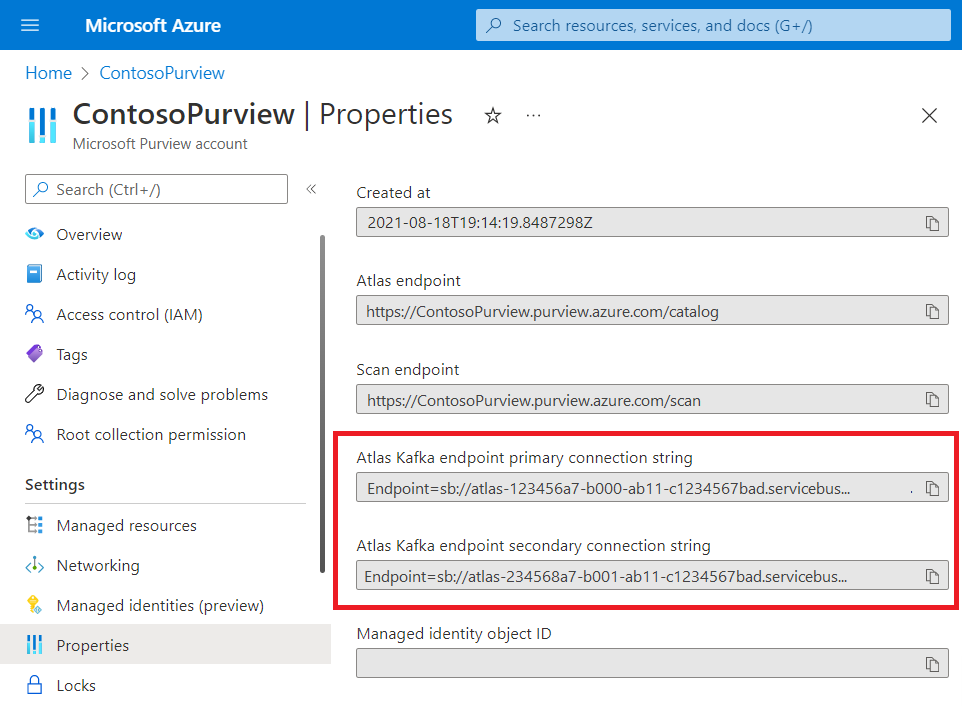 Microsoft Azure
Search resources, services, and docs (G+/)
Home > ContosoPurview
ContosoPurview | Properties ☆ ...
Microsoft Purview account
Search (Ctrl+/) «
Overview
Activity log
Access control (IAM)
Tags
Diagnose and solve problems
Root collection permission
Settings
Managed resources
Networking
Managed identities (preview)
Properties
Locks
Created at
2021-08-18T19:14:19.8487298Z
Atlas endpoint
https://ContosoPurview.purview.azure.com/catalog
Scan endpoint
https://ContosoPurview.purview.azure.com/scan
Atlas Kafka endpoint primary connection string
Endpoint=sb://atlas-123456a7-b000-ab11-c1234567bad.servicebus... .
Atlas Kafka endpoint secondary connection string
Endpoint=sb://atlas-234568a7-b001-ab11-c1234567bad.servicebus...
Managed identity object ID